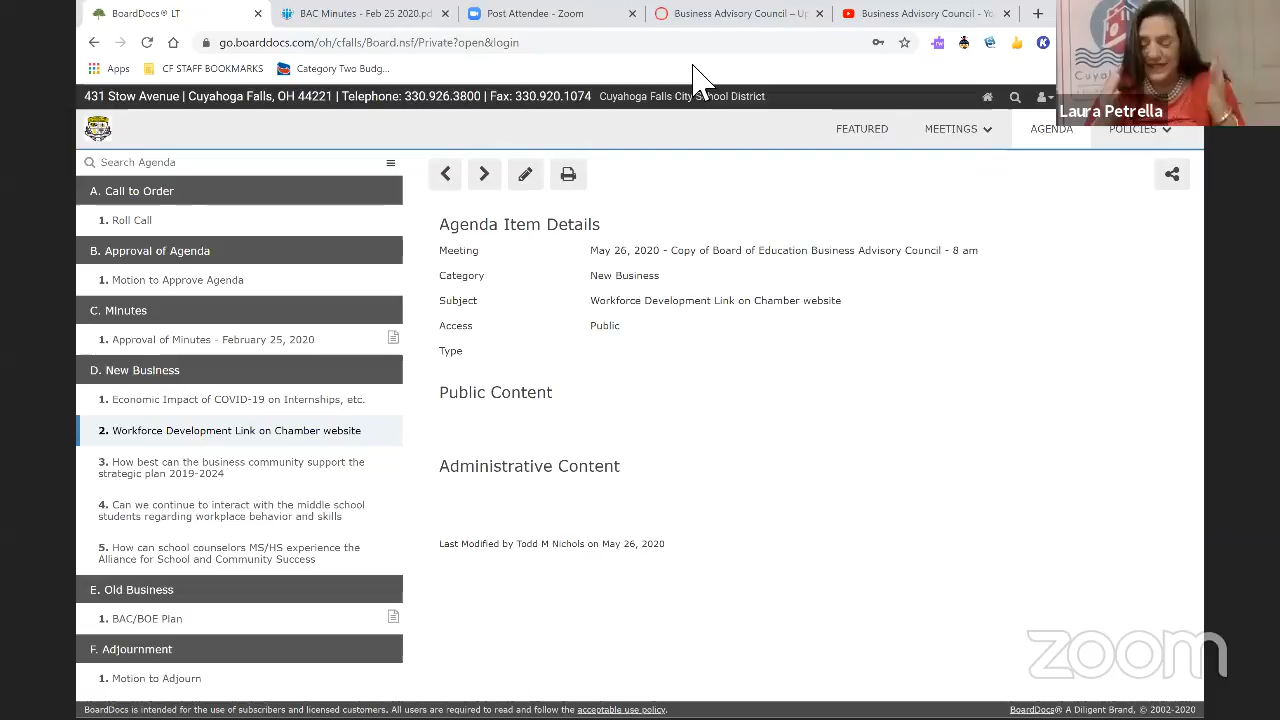 BoardDocs® LT
BAC Minutes - Feb 25 2020.pd
Post Attendee - Zoom
Business Advisory Council – Up
Business Advisory Council - Yo
go.boarddocs.com/oh/cfalls/Board.nsf/Private?open&login
Apps
CF STAFF BOOKMARKS
Category Two Budg...
431 Stow Avenue | Cuyahoga Falls, OH 44221 | Telephone: 330.926.3800 | Fax: 330.920.1074
Cuyahoga Falls City School District
Laura Petrella
FEATURED
MEETINGS
AGENDA
POLICIES
Search Agenda
A. Call to Order
1. Roll Call
B. Approval of Agenda
1. Motion to Approve Agenda
C. Minutes
1. Approval of Minutes - February 25, 2020
D. New Business
1. Economic Impact of COVID-19 on Internships, etc.
2. Workforce Development Link on Chamber website
3. How best can the business community support the
strategic plan 2019-2024
4. Can we continue to interact with the middle school
students regarding workplace behavior and skills
5. How can school counselors MS/HS experience the
Alliance for School and Community Success
E. Old Business
1. BAC/BOE Plan
F. Adjournment
1. Motion to Adjourn
Agenda Item Details
Meeting
May 26, 2020 - Copy of Board of Education Business Advisory Council - 8 am
Category
New Business
Subject
Workforce Development Link on Chamber website
Access
Public
Type
Public Content
Administrative Content
Last Modified by Todd M Nichols on May 26, 2020
zoom
BoardDocs is intended for the use of subscribers and licensed customers. All users are required to read and follow the acceptable use policy.
BoardDocs® A Diligent Brand, © 2002-2020